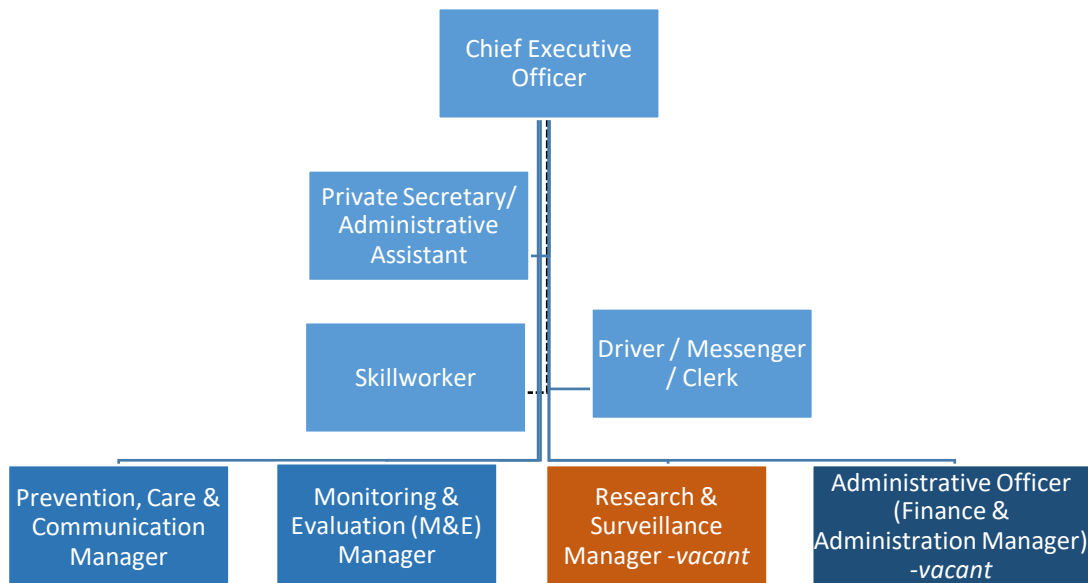 Chief Executive
Officer
Private Secretary/
Administrative
Assistant
Skillworker
Driver / Messenger
/ Clerk
Prevention, Care &
Communication
Manager
Monitoring &
Evaluation (M&E)
Manager
Research &
Surveillance
Manager -vacant
Administrative Officer
(Finance &
Administration Manager)
-vacant